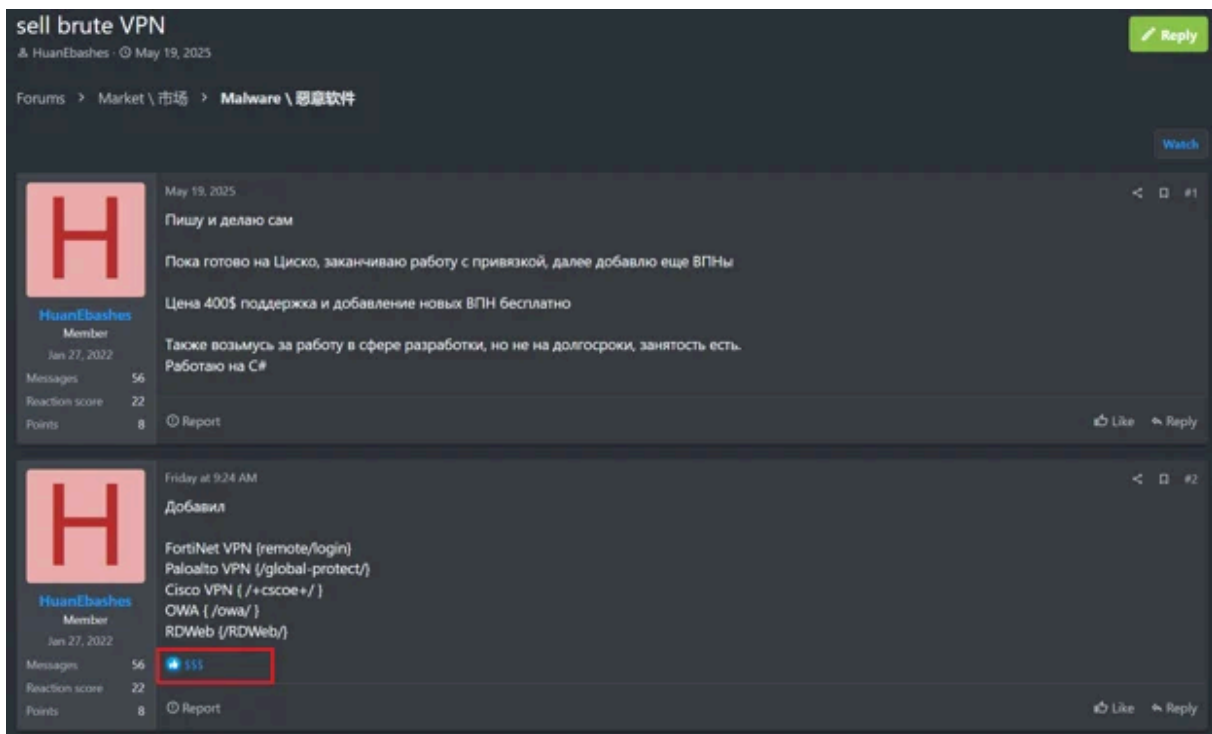 sell brute VPN
HuanEbashes · May 19, 2025
Reply
Forums > Market \ 市场 > Malware \ 恶意软件
Watch
H
HuanEbashes
Member
Jan 27, 2022
Messages 56
Reaction score 22
Points 8
May 19, 2025
#1
Пишу и делаю сам
Пока готово на Циско, заканчиваю работу с привязкой, далее добавлю еще ВПНы
Цена 400$ поддержка и добавление новых ВПН бесплатно
Также возьмусь за работу в сфере разработки, но не на долгосроки, занятость есть.
Работаю на C#
Report
Like Reply
H
HuanEbashes
Member
Jan 27, 2022
Messages 56
Reaction score 22
Points 8
Friday at 9:24 AM
#2
Добавил
FortiNet VPN {remote/login}
Paloalto VPN {/global-protect/}
Cisco VPN { /+cscoe+/ }
OWA { /owa/ }
RDWeb {/RDWeb/}
$$$
Report
Like Reply